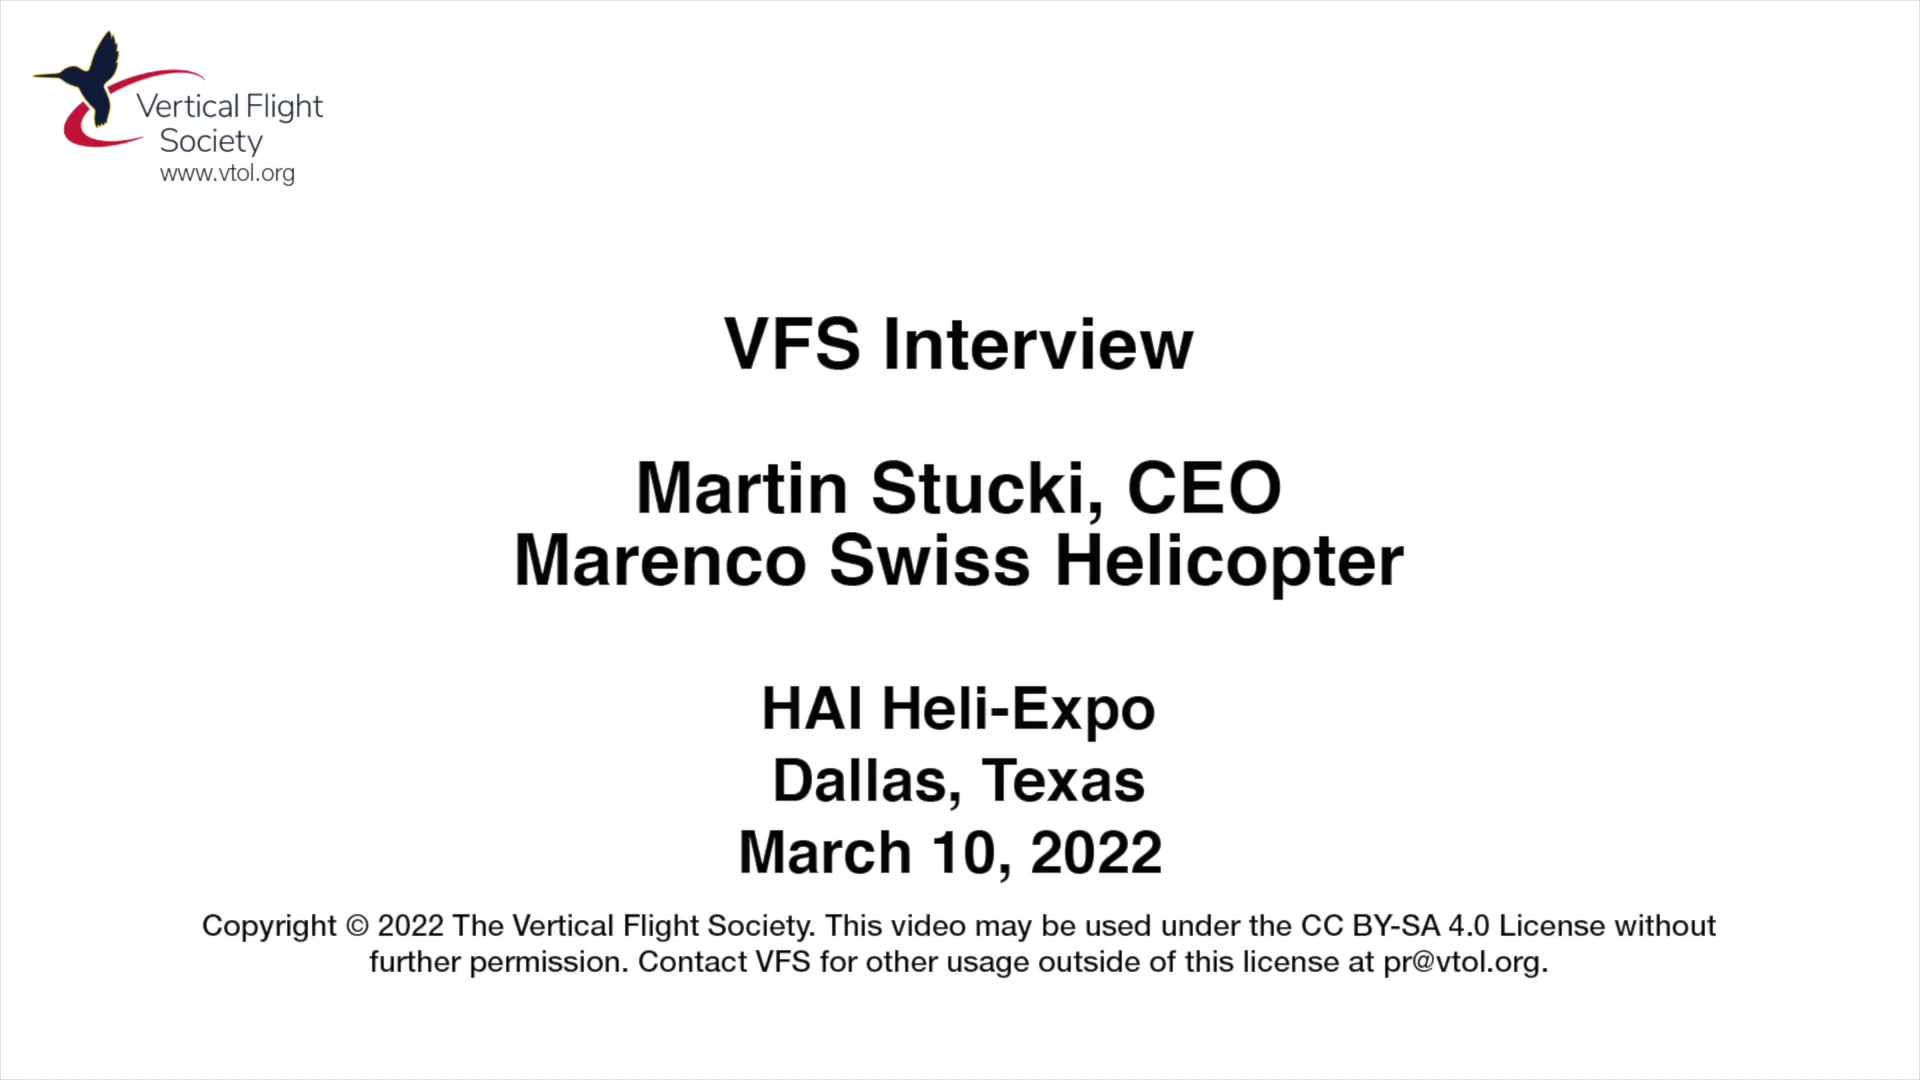 Vertical Flight
Society
www.vtol.org
VFS Interview
Martin Stucki, CEO
Marenco Swiss Helicopter
HAI Heli-Expo
Dallas, Texas
March 10, 2022
Copyright © 2022 The Vertical Flight Society. This video may be used under the CC BY-SA 4.0 License without
further permission. Contact VFS for other usage outside of this license at pr@vtol.org.